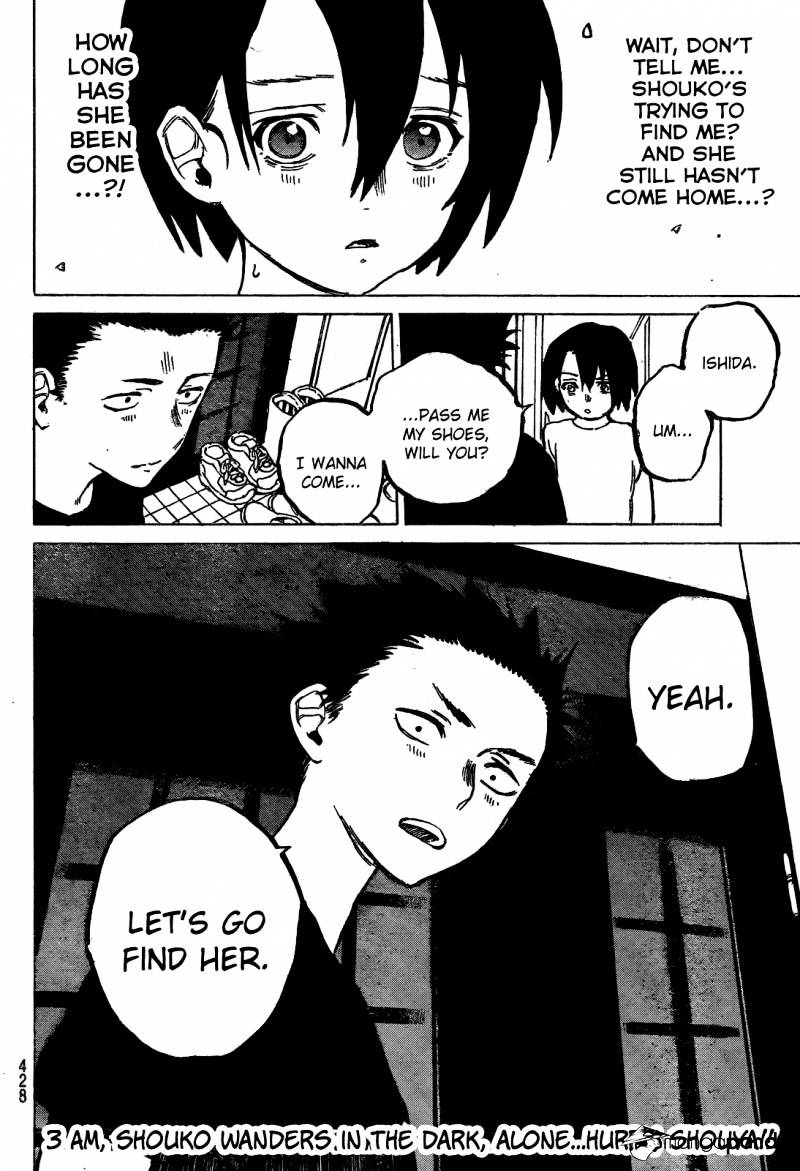 WAIT, DON'T
TELL ME...
SHOUKO'S
TRYING TO
FIND ME?
AND SHE
STILL HASN'T
COME HOME...?
HOW
LONG
HAS
SHE
BEEN
GONE
...?!
ISHIDA.
UM...
...PASS ME
MY SHOES,
WILL YOU?
I WANNA
COME...
YEAH.
LET'S GO
FIND HER.
428
3 AM, SHOUKO WANDERS IN THE DARK, ALONE...